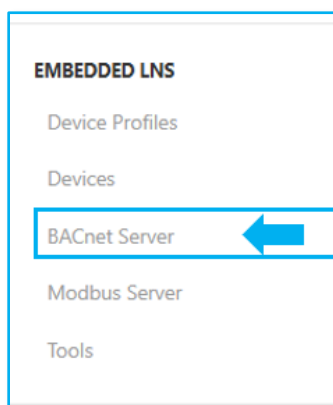 EMBEDDED LNS
Device Profiles
Devices
BACnet Server
Modbus Server
Tools